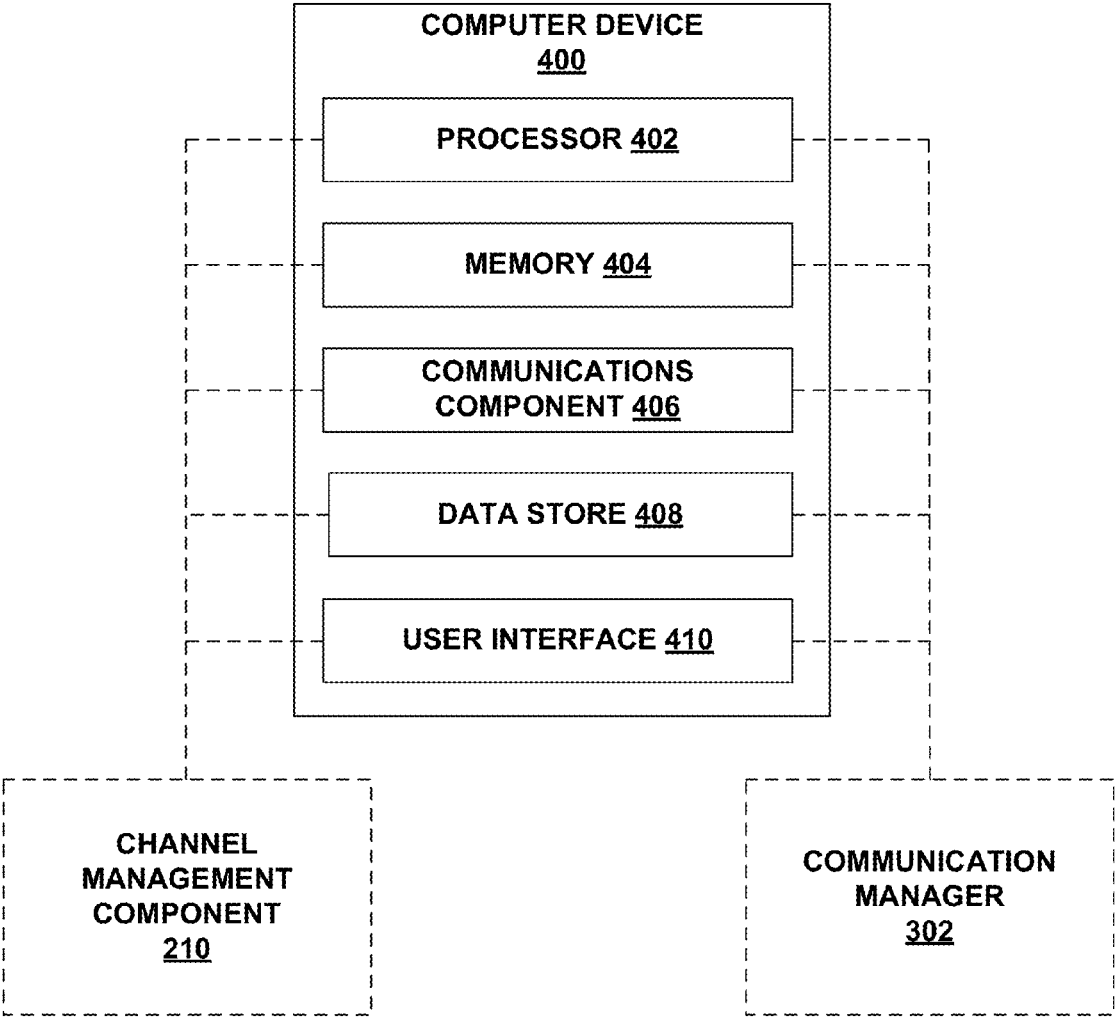 COMPUTER DEVICE
400
PROCESSOR 402
MEMORY 404
COMMUNICATIONS
COMPONENT 406
DATA STORE 408
USER INTERFACE 410
CHANNEL
MANAGEMENT
COMPONENT
210
COMMUNICATION
MANAGER
302